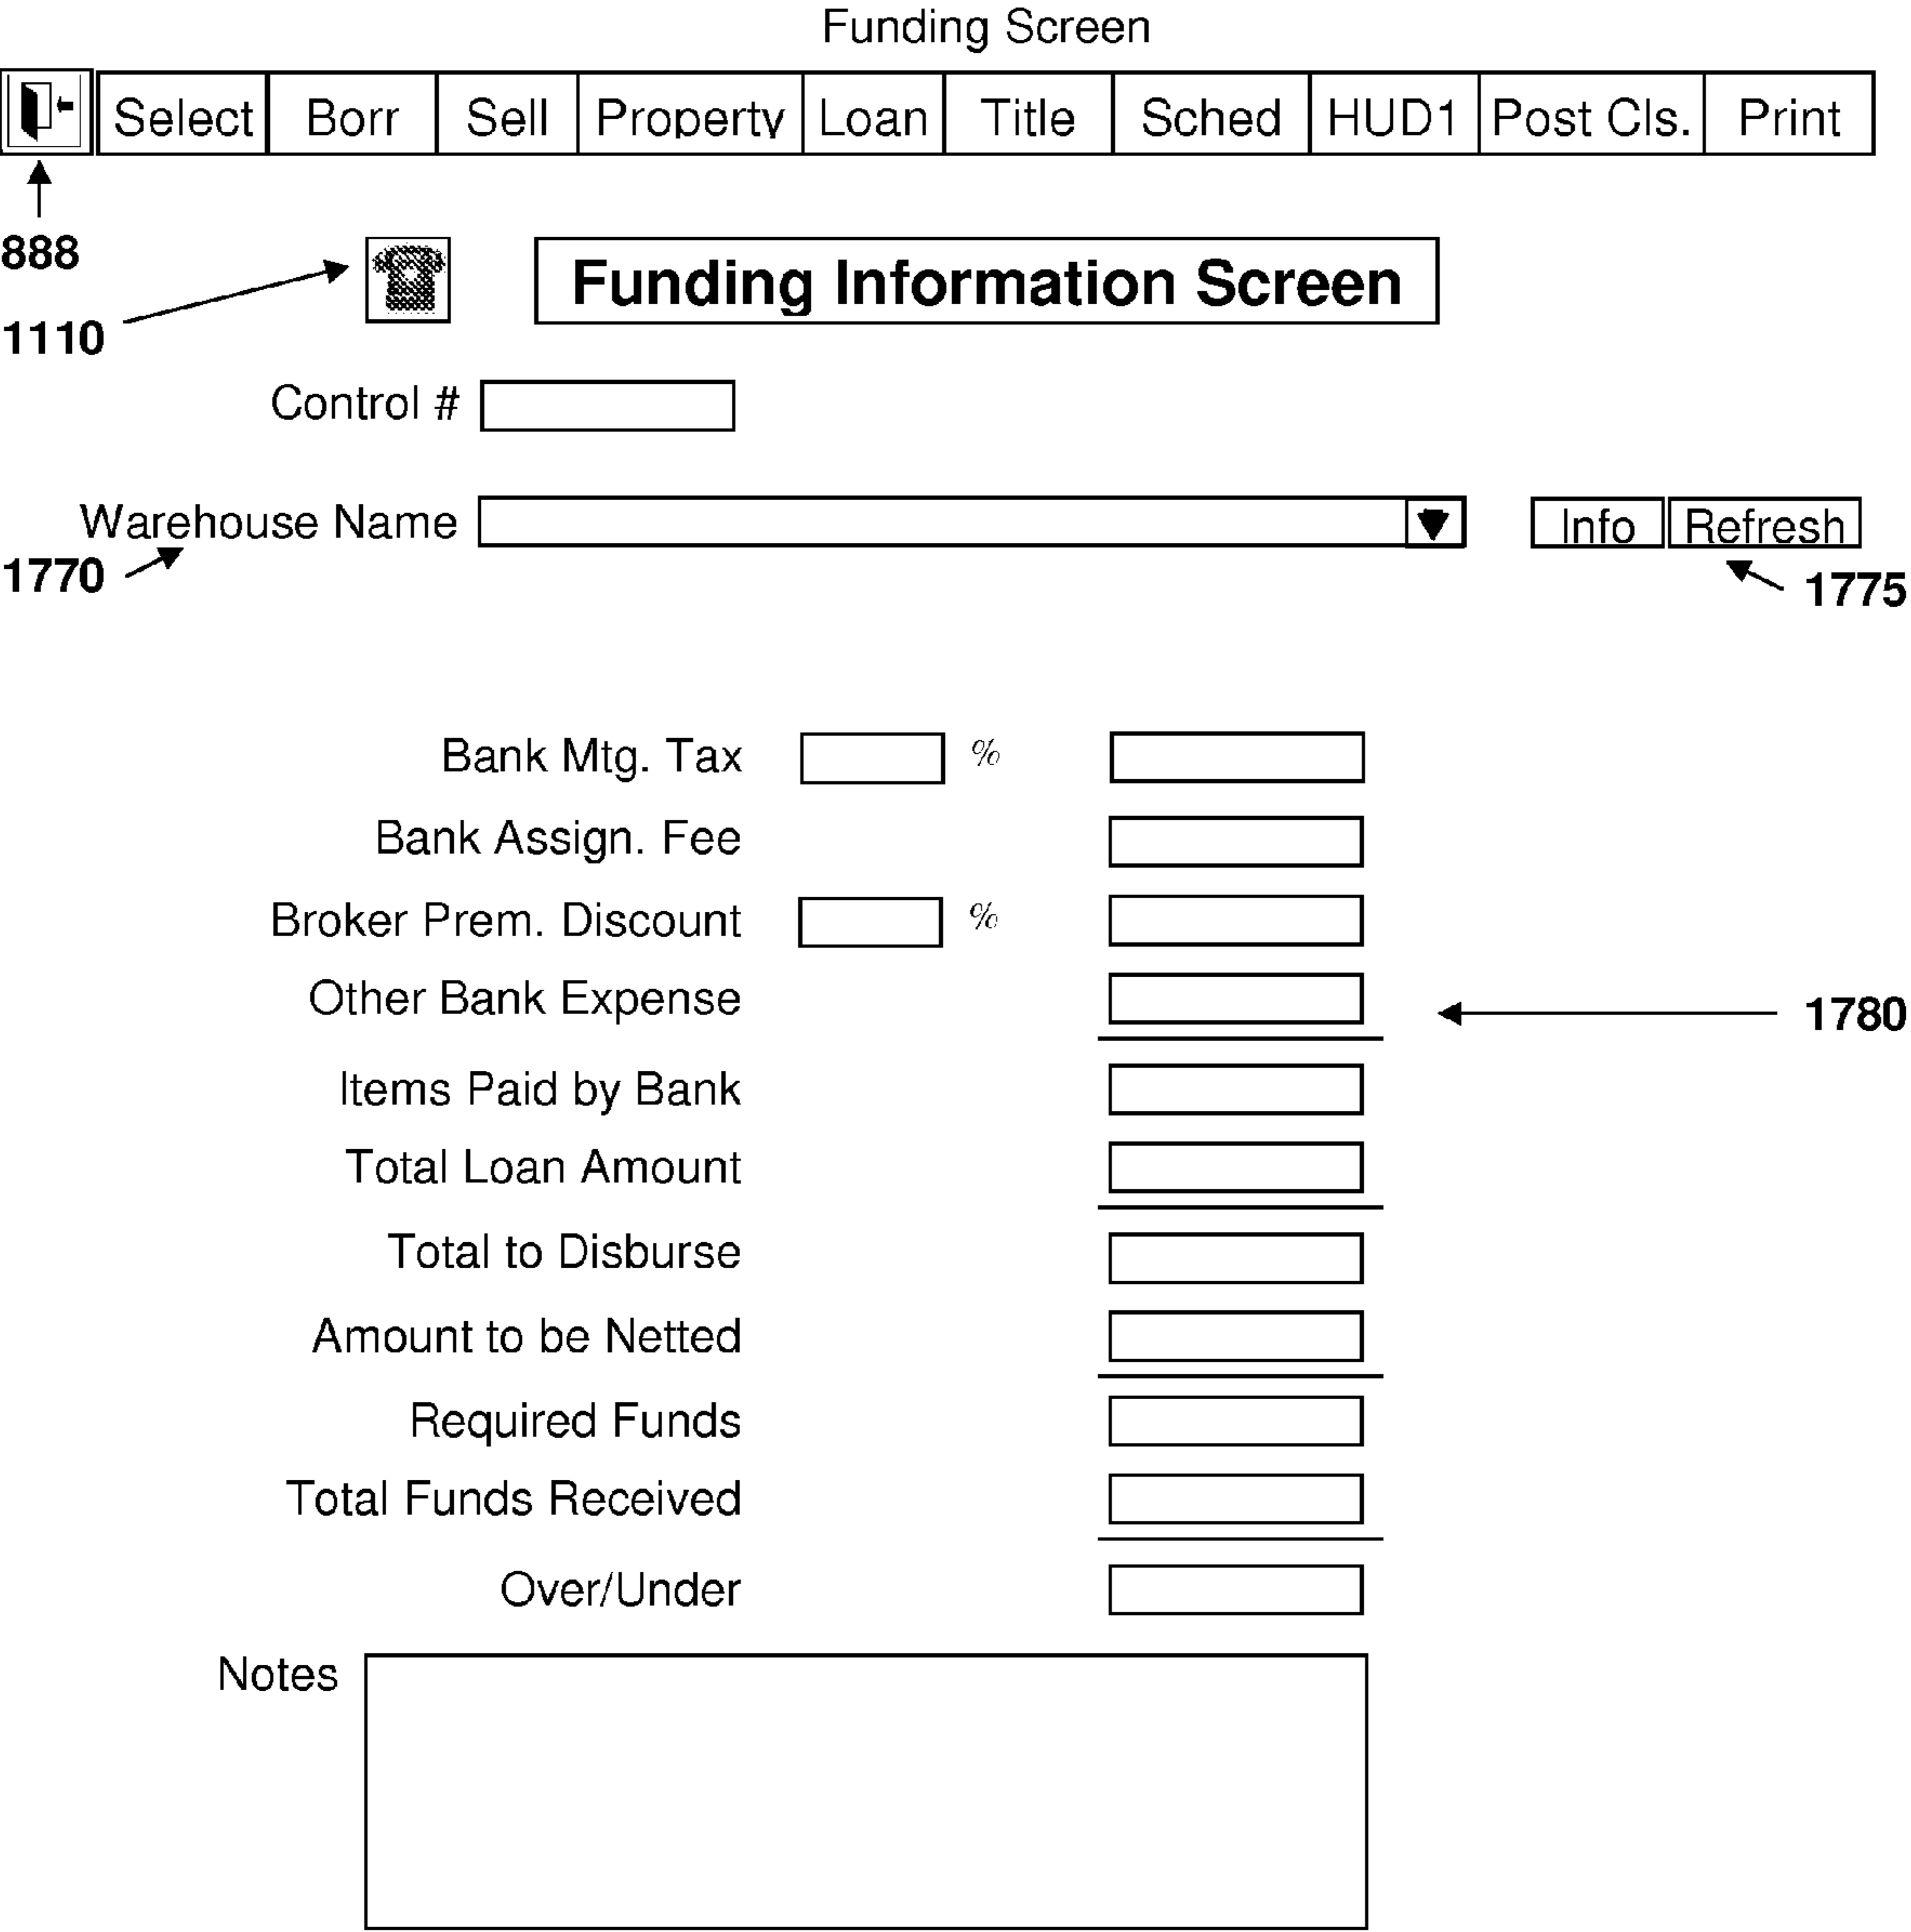 Funding Screen
Select Borr Sell Property Loan Title Sched HUD1 Post Cls. Print
888
Funding Information Screen
1110
Control #
Warehouse Name Info Refresh
1770 1775
Bank Mtg. Tax %
Bank Assign. Fee
Broker Prem. Discount %
Other Bank Expense 1780
Items Paid by Bank
Total Loan Amount
Total to Disburse
Amount to be Netted
Required Funds
Total Funds Received
Over/Under
Notes